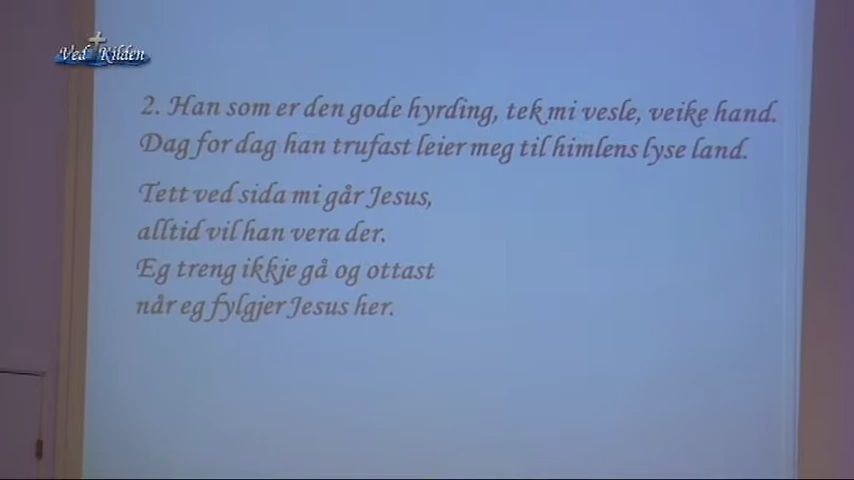 Ved Kilden
2. Han som er den gode hyrding, tek mi vesle, veike hand.
Dag for dag han trufast leier meg til himlens lyse land.
Tett ved sida mi går Jesus,
alltid vil han vera der.
Eg treng ikkje gå og ottast
når eg fylgjer Jesus her.